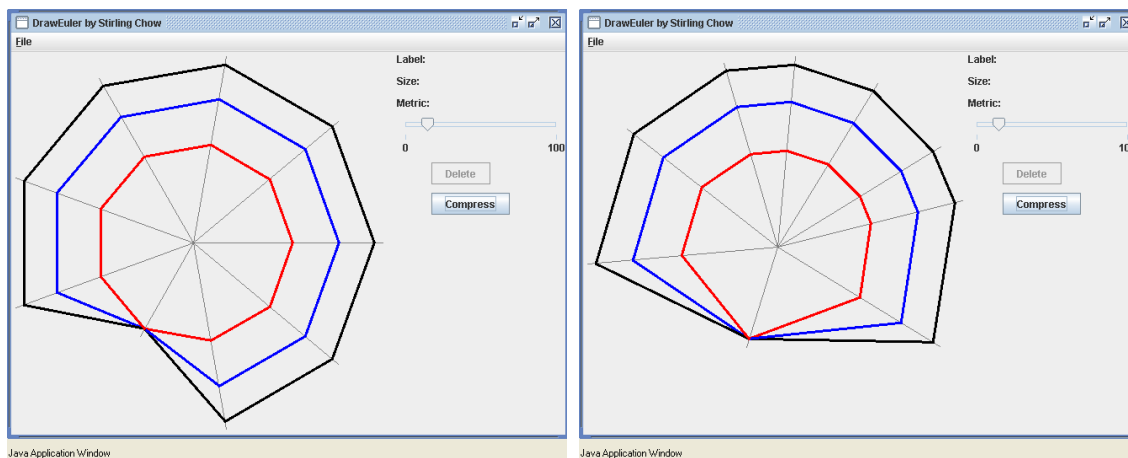 DrawEuler by Stirling Chow
File
Label:
Size:
Metric:
0 100
Delete
Compress
Java Application Window
DrawEuler by Stirling Chow
File
Label:
Size:
Metric:
0 10
Delete
Compress
Java Application Window